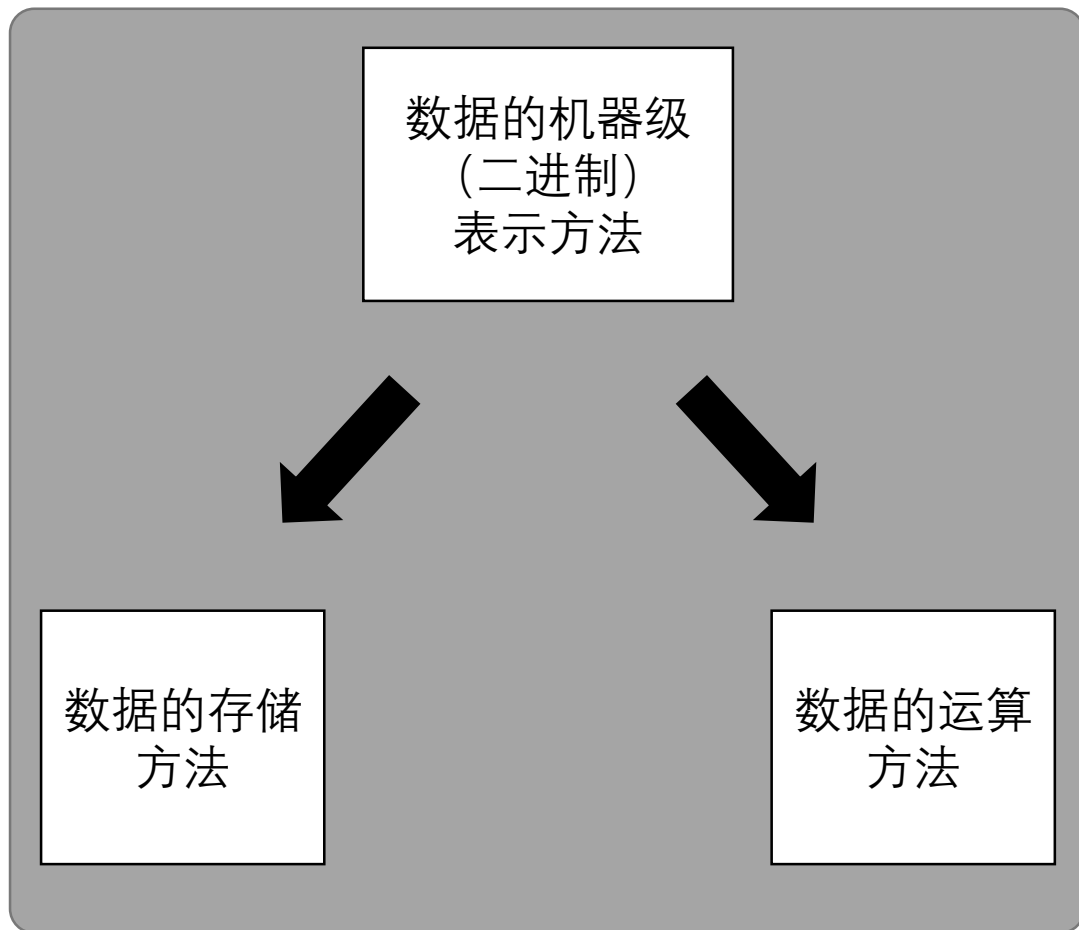 数据的机器级
（二进制）
表示方法
数据的存储
方法
数据的运算
方法